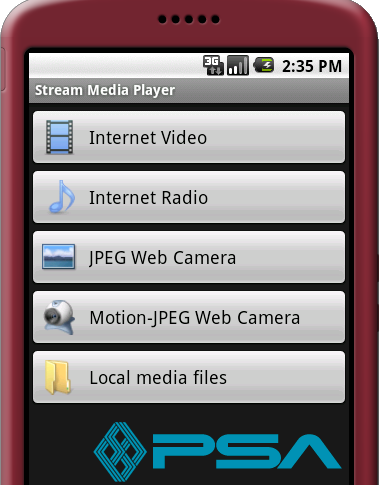 3G 2:35 PM
Stream Media Player
Internet Video
Internet Radio
JPEG Web Camera
Motion-JPEG Web Camera
Local media files
PSA